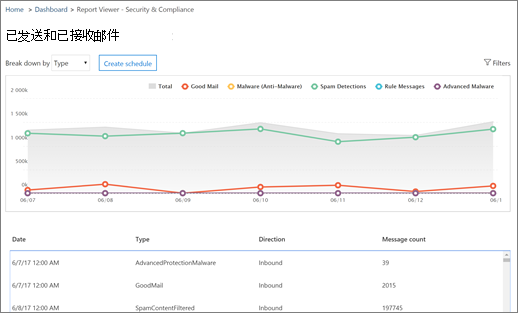 Home > Dashboard > Report Viewer - Security & Compliance
已发送和已接收邮件
Break down by Type Create schedule Filters
Total Good Mail Malware (Anti-Malware) Spam Detections Rule Messages Advanced Malware
2 000k
1 500k
1 000k
500k
0k
06/07 06/08 06/09 06/10 06/11 06/12 06/1
Date Type Direction Message count
6/7/17 12:00 AM AdvancedProtectionMalware Inbound 39
6/7/17 12:00 AM GoodMail Inbound 2015
6/8/17 12:00 AM SpamContentFiltered Inbound 197745